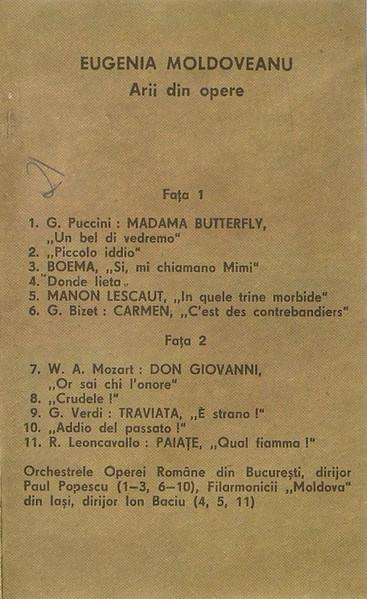 EUGENIA MOLDOVEANU
Arii din opere
Fața 1
1. G. Puccini : MADAMA BUTTERFLY,
„Un bel di vedremo"
2. „Piccolo iddio"
3. BOEMA, „Si, mi chiamano Mimi"
4. "Donde lieta „
5. MANON LESCAUT, „In quele trine morbide"
6. G. Bizet : CARMEN, „C'est des contrebandiers"
Fața 2
7. W. A. Mozart : DON GIOVANNI,
„Or sai chi l'onore"
8. „Crudele !"
9. G. Verdi : TRAVIATA, „È strano !"
10. „Addio del passato !"
11. R. Leoncavallo : PAIAȚE, „Qual fiamma !"
Orchestrele Operei Române din București, dirijor
Paul Popescu (1–3, 6–10), Filarmonicii „Moldova"
din Iași, dirijor Ion Baciu (4, 5, 11)